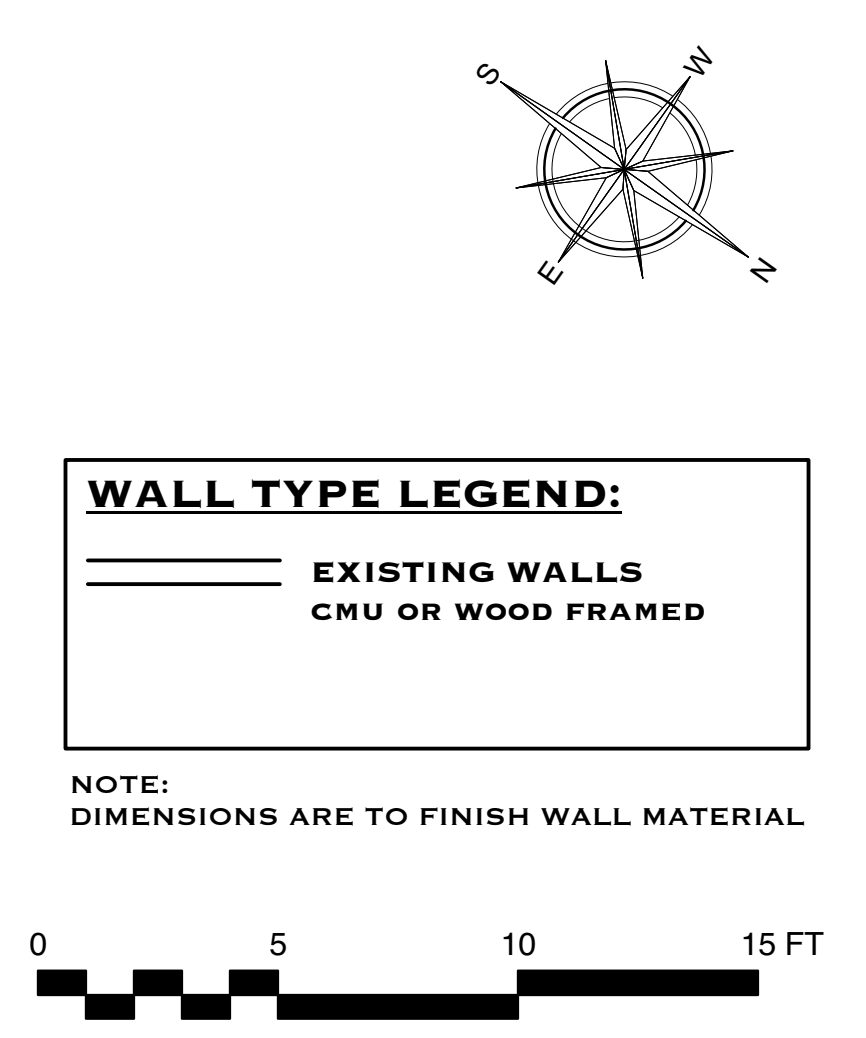 S
W
E
N
WALL TYPE LEGEND:
EXISTING WALLS
CMU OR WOOD FRAMED
NOTE:
DIMENSIONS ARE TO FINISH WALL MATERIAL
0 5 10 15 FT